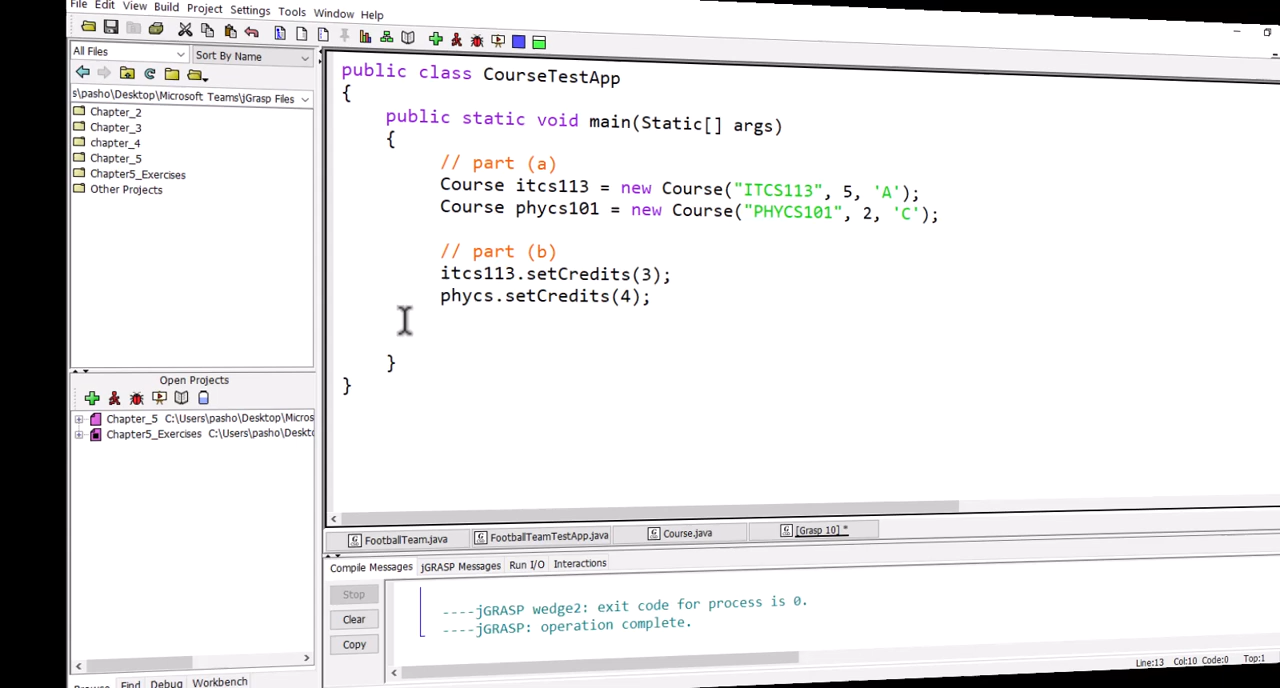 File Edit View Build Project Settings Tools Window Help
All Files
Sort By Name
s\pasho\Desktop\Microsoft Teams\jGrasp Files
Chapter_2
Chapter_3
chapter_4
Chapter_5
Chapter5_Exercises
Other Projects
Open Projects
Chapter_5 C:\Users\pasho\Desktop\Micros
Chapter5_Exercises C:\Users\pasho\Deskto
Browse Find Debug Workbench
public class CourseTestApp
{
public static void main(Static[] args)
{
// part (a)
Course itcs113 = new Course("ITCS113", 5, 'A');
Course phycs101 = new Course("PHYCS101", 2, 'C');
// part (b)
itcs113.setCredits(3);
phycs.setCredits(4);
}
}
FootballTeam.java FootballTeamTestApp.java Course.java [Grasp 10] *
Compile Messages jGRASP Messages Run I/O Interactions
Stop
Clear
Copy
----jGRASP wedge2: exit code for process is 0.
----jGRASP: operation complete.
Line:13 Col:10 Code:0 Top:1